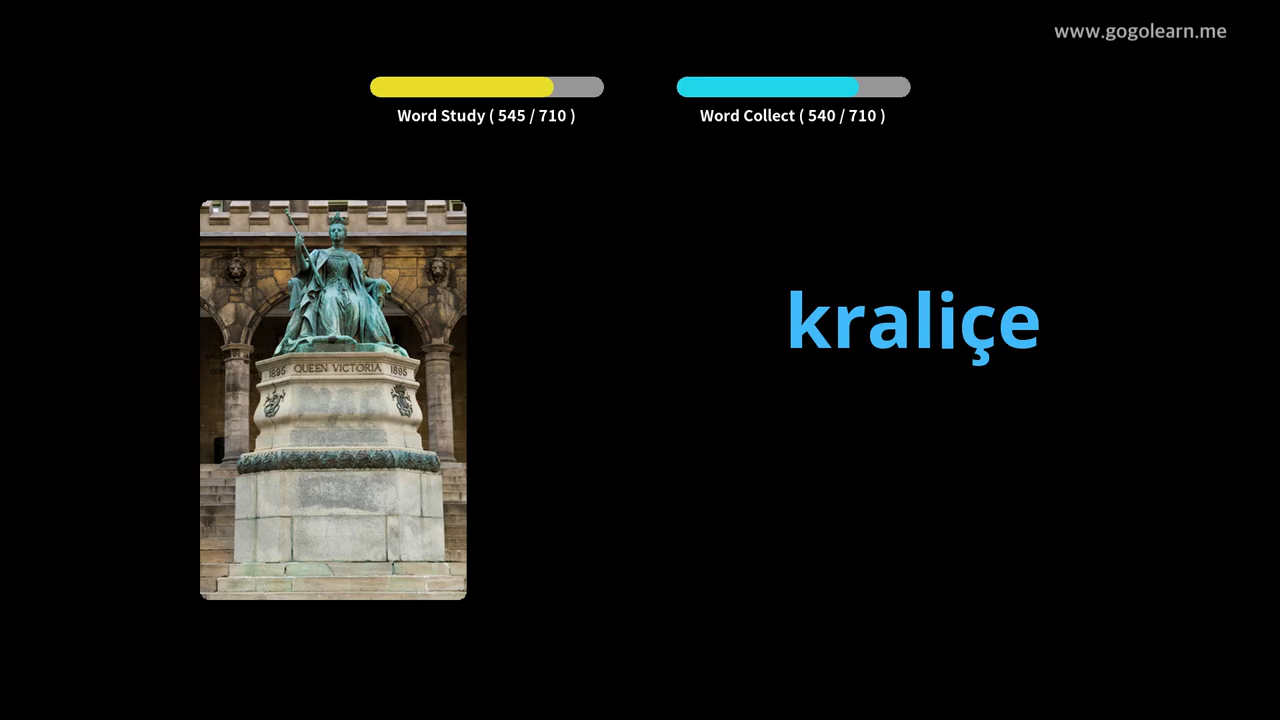 www.gogolearn.me
Word Study ( 545 / 710 )
Word Collect ( 540 / 710 )
kraliçe
1895 QUEEN VICTORIA 1895